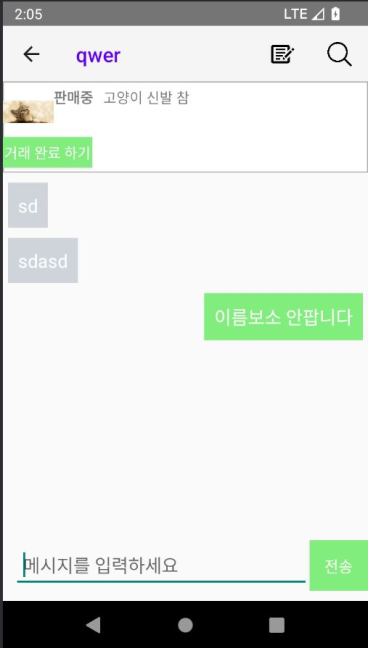 2:05 LTE
qwer
판매중 고양이 신발 참
거래 완료 하기
sd
sdasd
이름보소 안팝니다
메시지를 입력하세요
전송